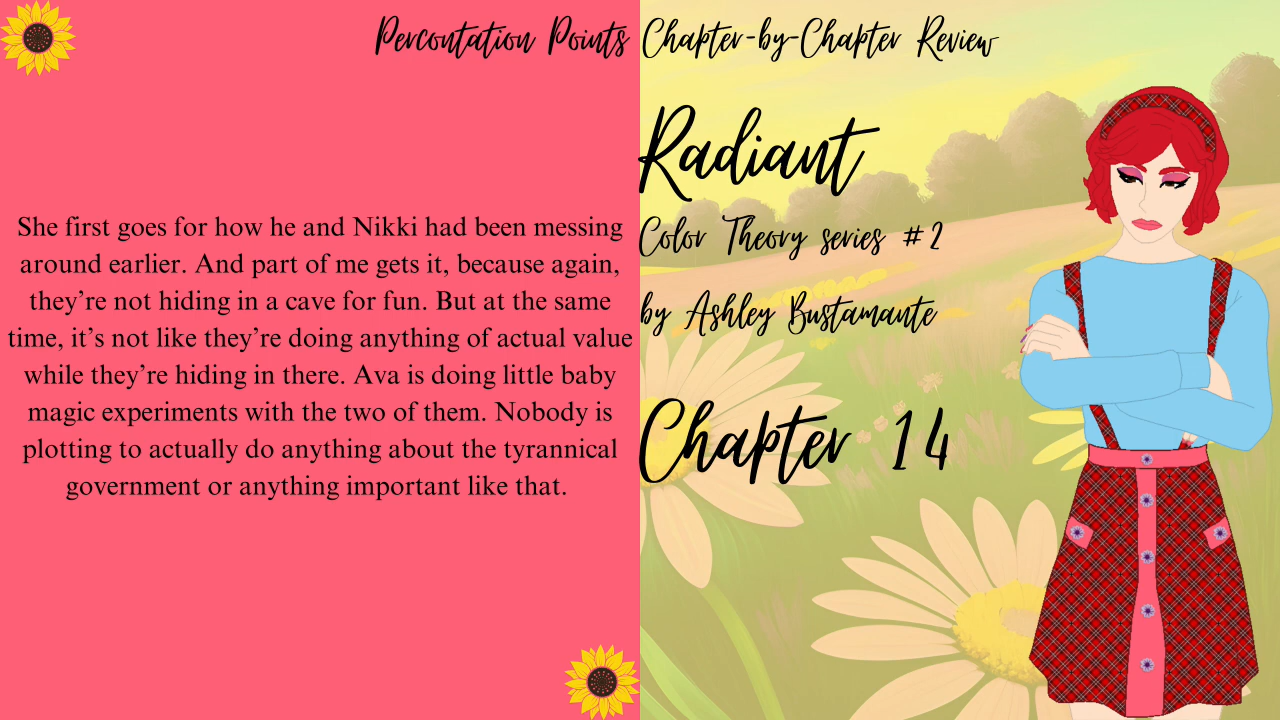 Percontation Points Chapter-by-Chapter Review
She first goes for how he and Nikki had been messing
around earlier. And part of me gets it, because again,
they’re not hiding in a cave for fun. But at the same
time, it’s not like they’re doing anything of actual value
while they’re hiding in there. Ava is doing little baby
magic experiments with the two of them. Nobody is
plotting to actually do anything about the tyrannical
government or anything important like that.
Radiant
Color Theory series #2
by Ashley Bustamante
Chapter 14